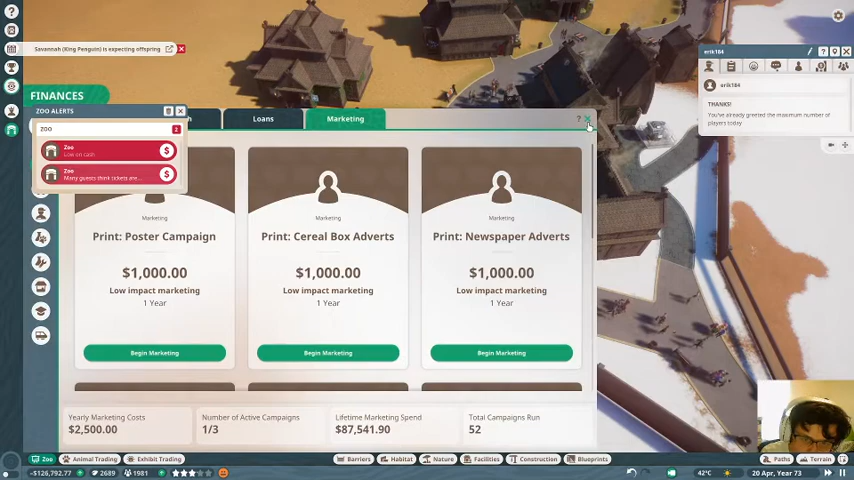 Savannah (King Penguin) is expecting offspring
FINANCES
ZOO ALERTS
ZOO
2
Zoo
Low on cash
Zoo
Many guests think tickets are...
Loans
Marketing
?
Marketing
Print: Poster Campaign
$1,000.00
Low impact marketing
1 Year
Begin Marketing
Marketing
Print: Cereal Box Adverts
$1,000.00
Low impact marketing
1 Year
Begin Marketing
Marketing
Print: Newspaper Adverts
$1,000.00
Low impact marketing
1 Year
Begin Marketing
Yearly Marketing Costs
$2,500.00
Number of Active Campaigns
1/3
Lifetime Marketing Spend
$87,541.90
Total Campaigns Run
52
erik184
erik184
THANKS!
You've already greeted the maximum number of
players today
Zoo
Animal Trading
Exhibit Trading
Barriers
Habitat
Nature
Facilities
Construction
Blueprints
Paths
Terrain
-$126,792.77
2689
1981
42°C
20 Apr, Year 73